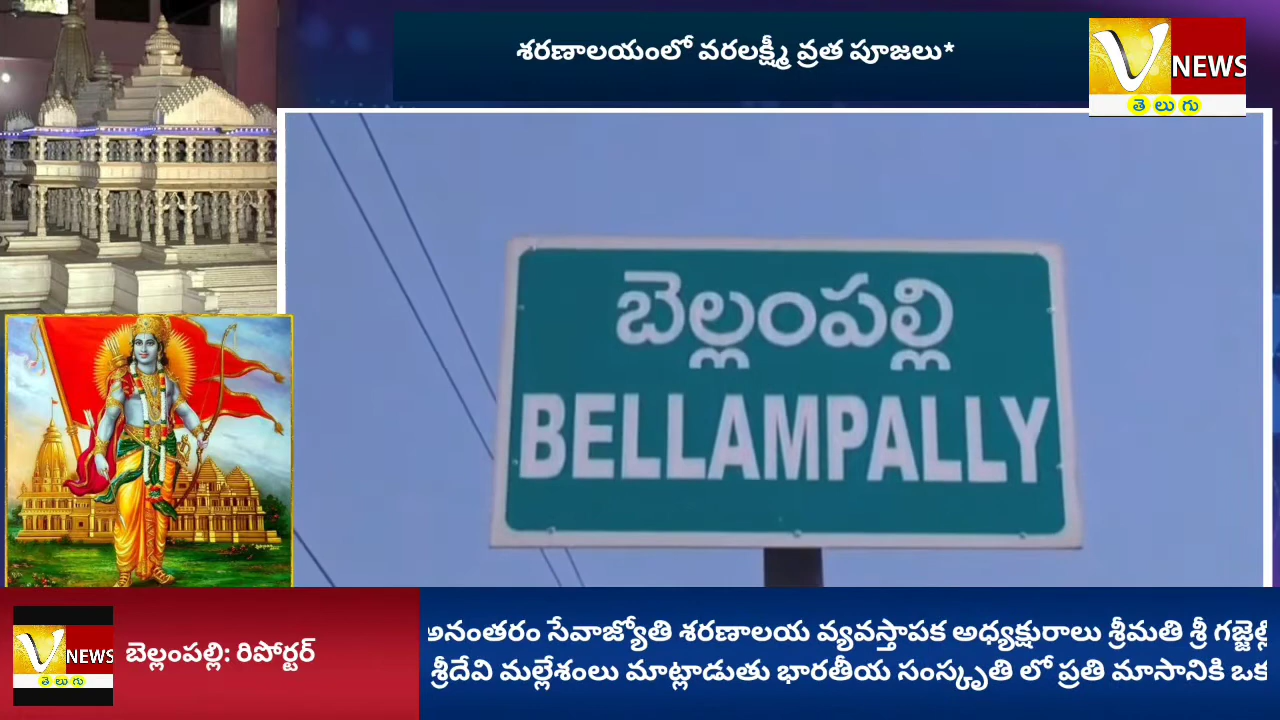 శరణాలయంలో వరలక్ష్మీ వ్రత పూజలు*
V NEWS
తెలుగు
బెల్లంపల్లి
BELLAMPALLY
V NEWS
తెలుగు
బెల్లంపల్లి: రిపోర్టర్
అనంతరం సేవాజ్యోతి శరణాలయ వ్యవస్తాపక అధ్యక్షురాలు శ్రీమతి శ్రీ గజ్జెల్లి
శ్రీదేవి మల్లేశంలు మాట్లాడుతు భారతీయ సంస్కృతి లో ప్రతి మాసానికి ఒక